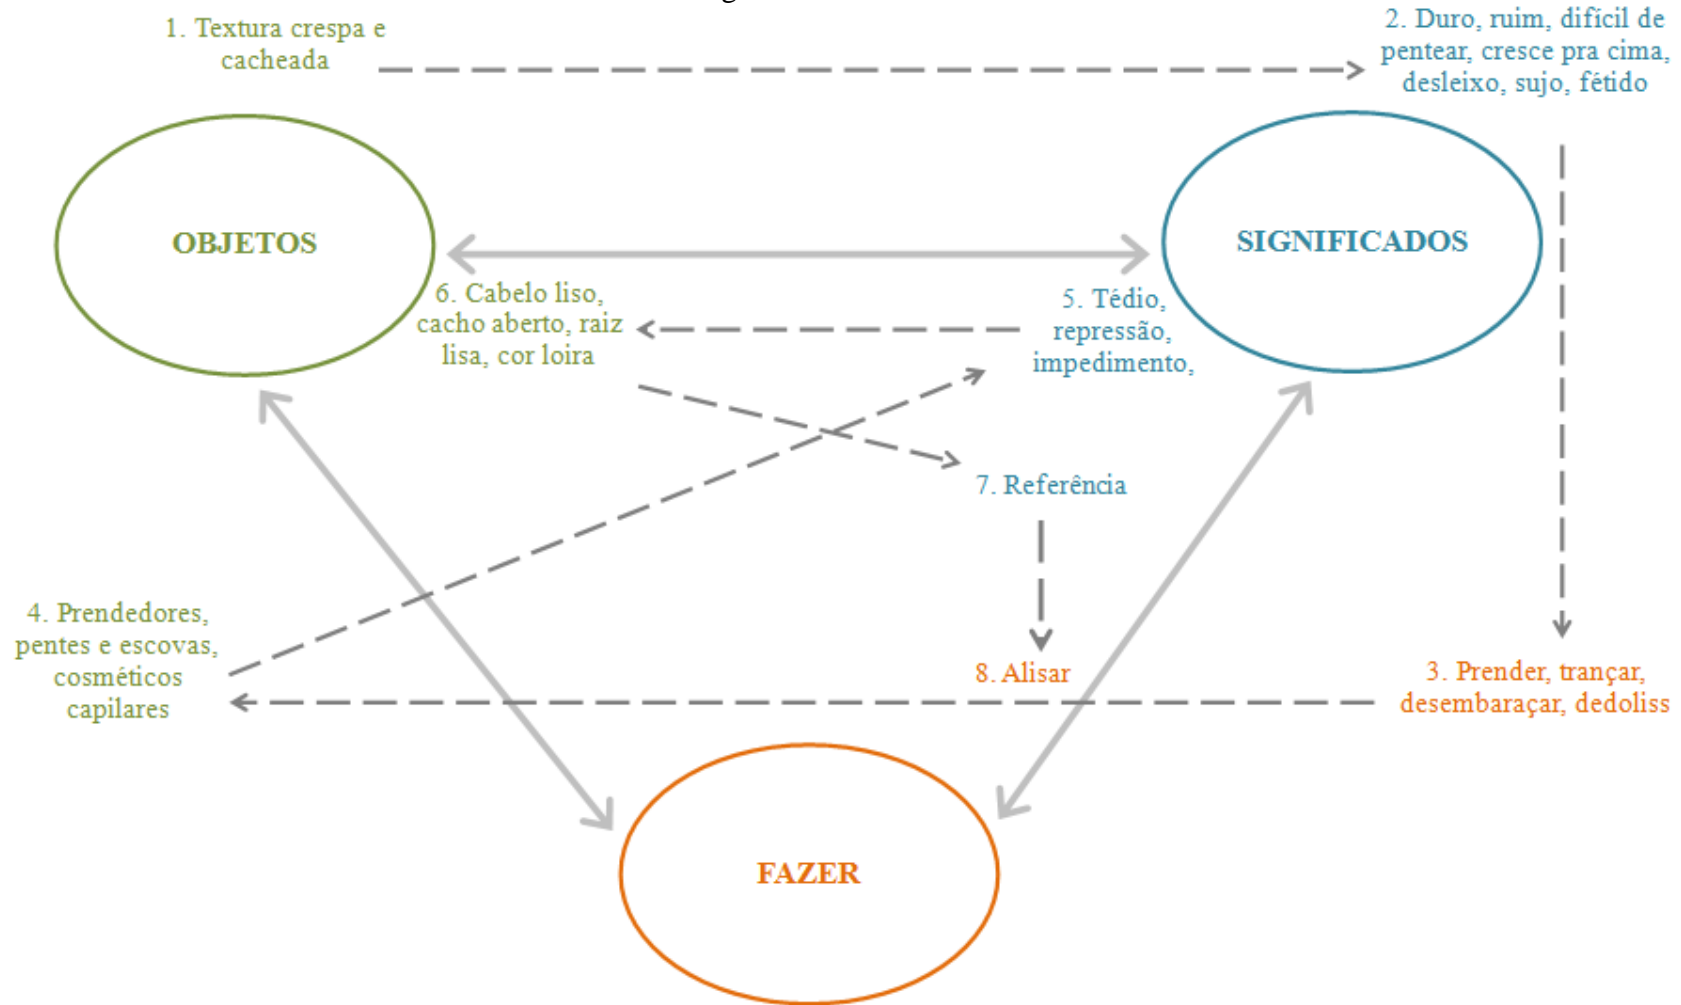 1. Textura crespa e
cacheada
2. Duro, ruim, difícil de
pentear, cresce pra cima,
desleixo, sujo, fétido
OBJETOS
SIGNIFICADOS
6. Cabelo liso,
cacho aberto, raiz
lisa, cor loira
5. Tédio,
repressão,
impedimento,
7. Referência
4. Prendedores,
pentes e escovas,
cosméticos
capilares
8. Alisar
3. Prender, trançar,
desembaraçar, dedoliss
FAZER